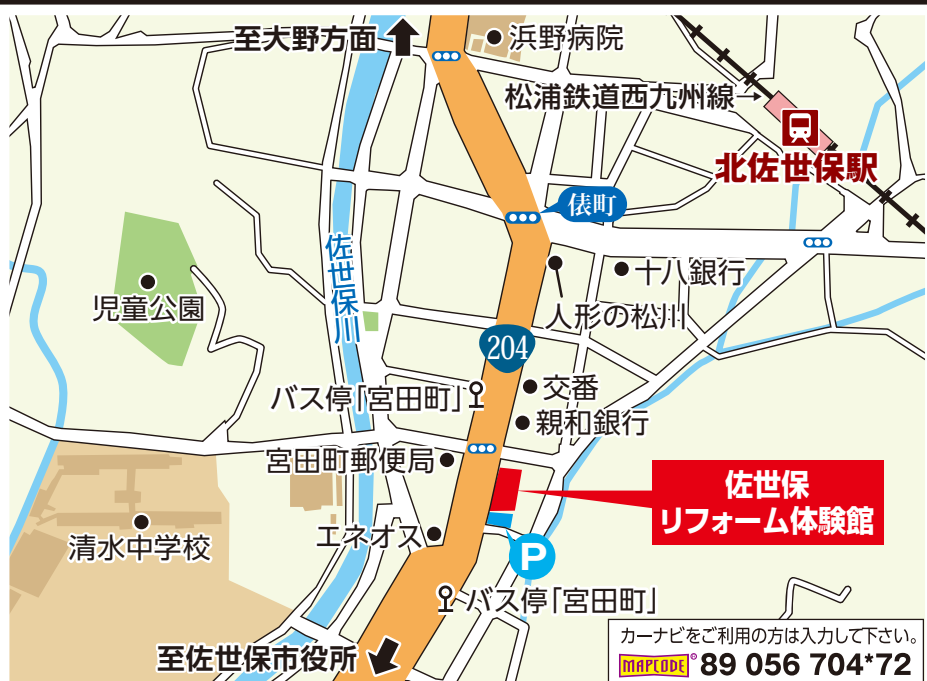 至大野方面
浜野病院
松浦鉄道西九州線→
北佐世保駅
俵町
佐世保川
児童公園
十八銀行
人形の松川
204
バス停「宮田町」
交番
親和銀行
宮田町郵便局
佐世保
リフォーム体験館
清水中学校
エネオス
P
バス停「宮田町」
至佐世保市役所
カーナビをご利用の方は入力して下さい。
MAPCODE® 89 056 704*72